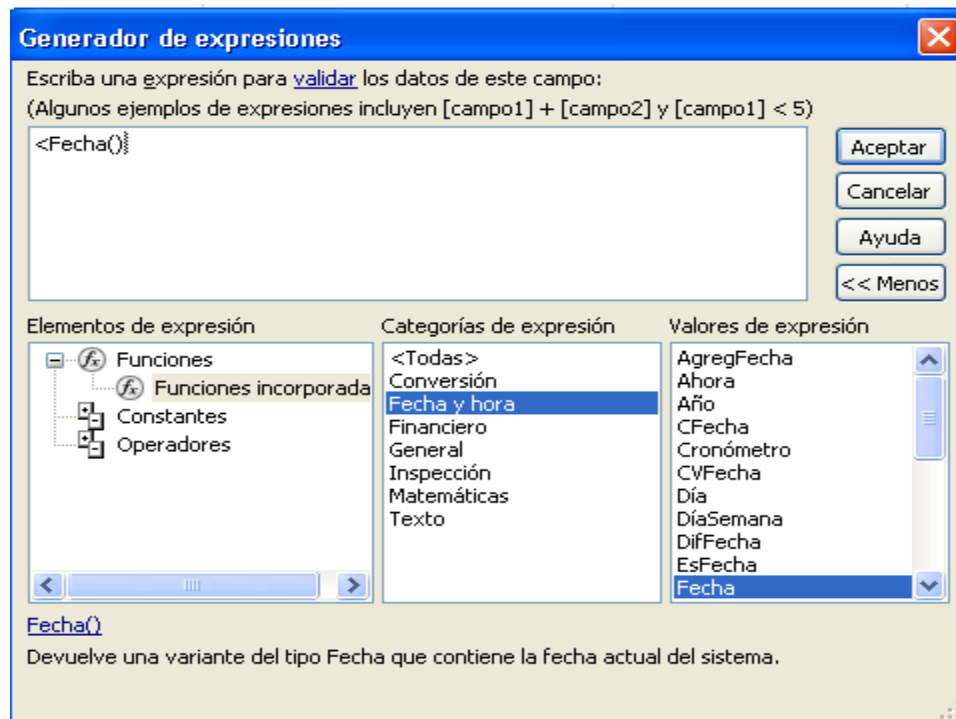 Generador de expresiones
Escriba una expresión para validar los datos de este campo:
(Algunos ejemplos de expresiones incluyen [campo1] + [campo2] y [campo1] < 5)
<Fecha()
Aceptar
Cancelar
Ayuda
<< Menos
Elementos de expresión
Funciones
Funciones incorporada
Constantes
Operadores
Categorías de expresión
<Todas>
Conversión
Fecha y hora
Financiero
General
Inspección
Matemáticas
Texto
Valores de expresión
AgregFecha
Ahora
Año
CFecha
Cronómetro
CVFecha
Día
DíaSemana
DifFecha
EsFecha
Fecha
Fecha()
Devuelve una variante del tipo Fecha que contiene la fecha actual del sistema.